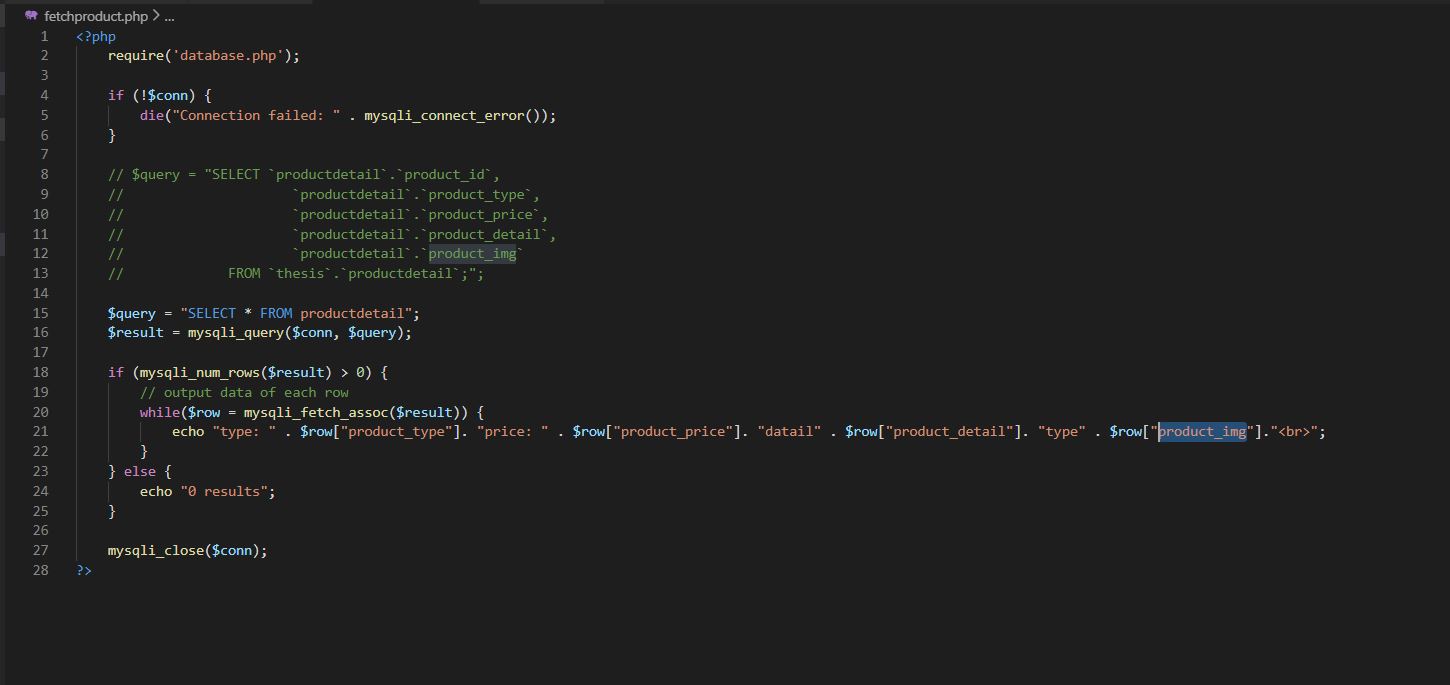 fetchproduct.php > ...
1 <?php
2 require('database.php');
3
4 if (!$conn) {
5 die("Connection failed: " . mysqli_connect_error());
6 }
7
8 // $query = "SELECT `productdetail`.`product_id`,
9 // `productdetail`.`product_type`,
10 // `productdetail`.`product_price`,
11 // `productdetail`.`product_detail`,
12 // `productdetail`.`product_img`
13 // FROM `thesis`.`productdetail`;";
14
15 $query = "SELECT * FROM productdetail";
16 $result = mysqli_query($conn, $query);
17
18 if (mysqli_num_rows($result) > 0) {
19 // output data of each row
20 while($row = mysqli_fetch_assoc($result)) {
21 echo "type: " . $row["product_type"]. "price: " . $row["product_price"]. "datail" . $row["product_detail"]. "type" . $row["product_img"]."<br>";
22 }
23 } else {
24 echo "0 results";
25 }
26
27 mysqli_close($conn);
28 ?>